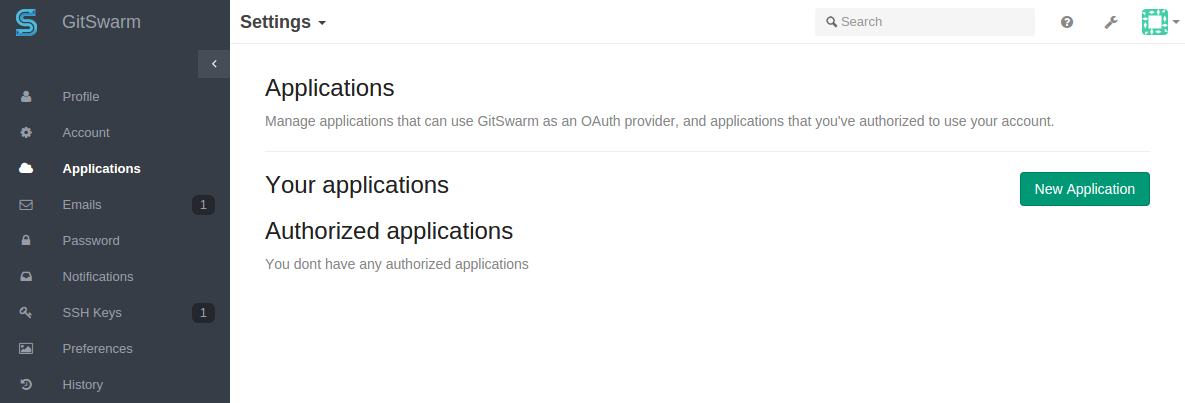 GitSwarm
Settings
Search
Profile
Account
Applications
Emails 1
Password
Notifications
SSH Keys 1
Preferences
History
Applications
Manage applications that can use GitSwarm as an OAuth provider, and applications that you've authorized to use your account.
Your applications
New Application
Authorized applications
You dont have any authorized applications